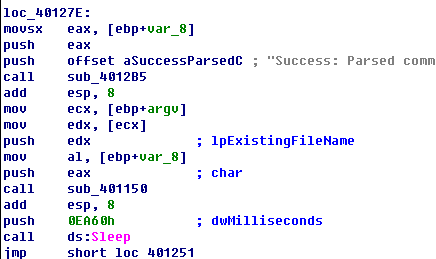 loc_40127E:
movsx eax, [ebp+var_8]
push eax
push offset aSuccessParsedC ; "Success: Parsed comm
call sub_4012B5
add esp, 8
mov ecx, [ebp+argv]
mov edx, [ecx]
push edx ; lpExistingFileName
mov al, [ebp+var_8]
push eax ; char
call sub_401150
add esp, 8
push 0EA60h ; dwMilliseconds
call ds:Sleep
jmp short loc_401251